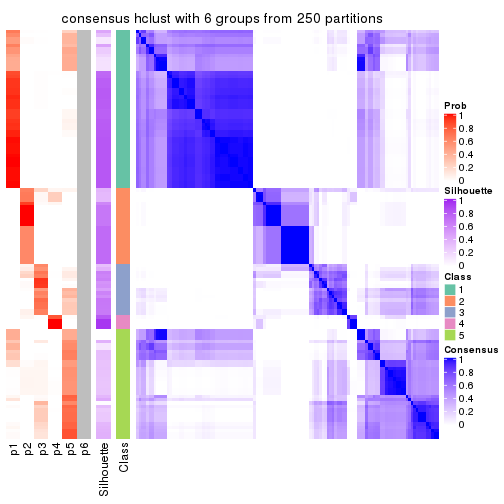 consensus hclust with 6 groups from 250 partitions
Prob
1
0.8
0.6
0.4
0.2
0
Silhouette
1
0.8
0.6
0.4
0.2
0
Class
1
2
3
4
5
Consensus
1
0.8
0.6
0.4
0.2
0
p1
p2
p3
p4
p5
p6
Silhouette
Class